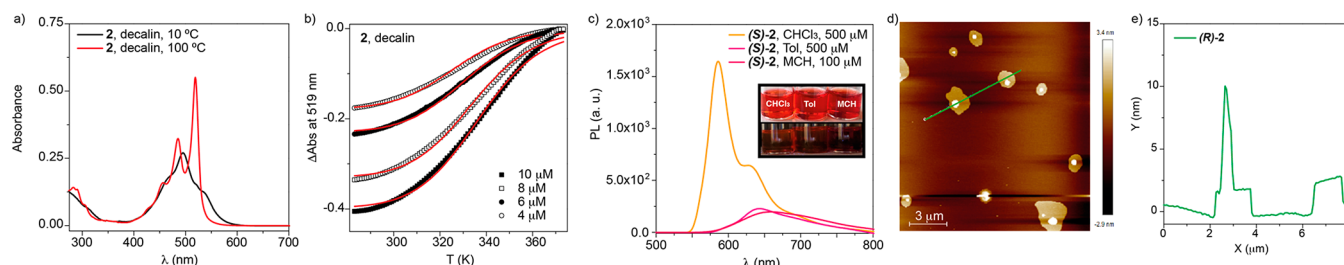 a)
2, decalin, 10 ºC
2, decalin, 100 ºC
Absorbance
0.75
0.50
0.25
0.00
300 400 500 600 700
λ (nm)
b)
2, decalin
ΔAbs at 519 nm
0.0
-0.2
-0.4
10 μM
8 μM
6 μM
4 μM
300 320 340 360
T (K)
c)
(S)-2, CHCl₃, 500 μM
(S)-2, Tol, 500 μM
(S)-2, MCH, 100 μM
CHCl₃ Tol MCH
PL (a. u.)
2.0x10³
1.5x10³
1.0x10³
5.0x10²
0.0
500 600 700 800
λ (nm)
d)
3 μm
3.4 nm
-2.9 nm
e)
(R)-2
Y (nm)
15
10
5
0
0 2 4 6
X (μm)